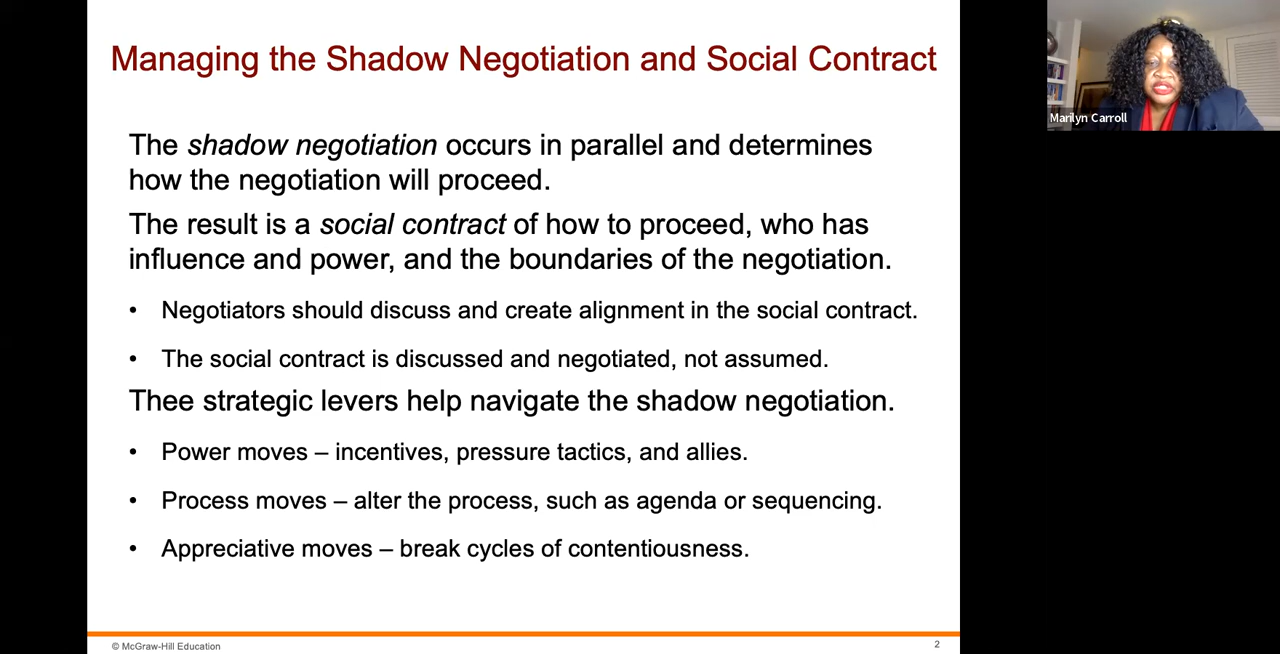 Managing the Shadow Negotiation and Social Contract
Marilyn Carroll
The shadow negotiation occurs in parallel and determines
how the negotiation will proceed.
The result is a social contract of how to proceed, who has
influence and power, and the boundaries of the negotiation.
• Negotiators should discuss and create alignment in the social contract.
• The social contract is discussed and negotiated, not assumed.
Thee strategic levers help navigate the shadow negotiation.
• Power moves – incentives, pressure tactics, and allies.
• Process moves – alter the process, such as agenda or sequencing.
• Appreciative moves – break cycles of contentiousness.
© McGraw-Hill Education
2